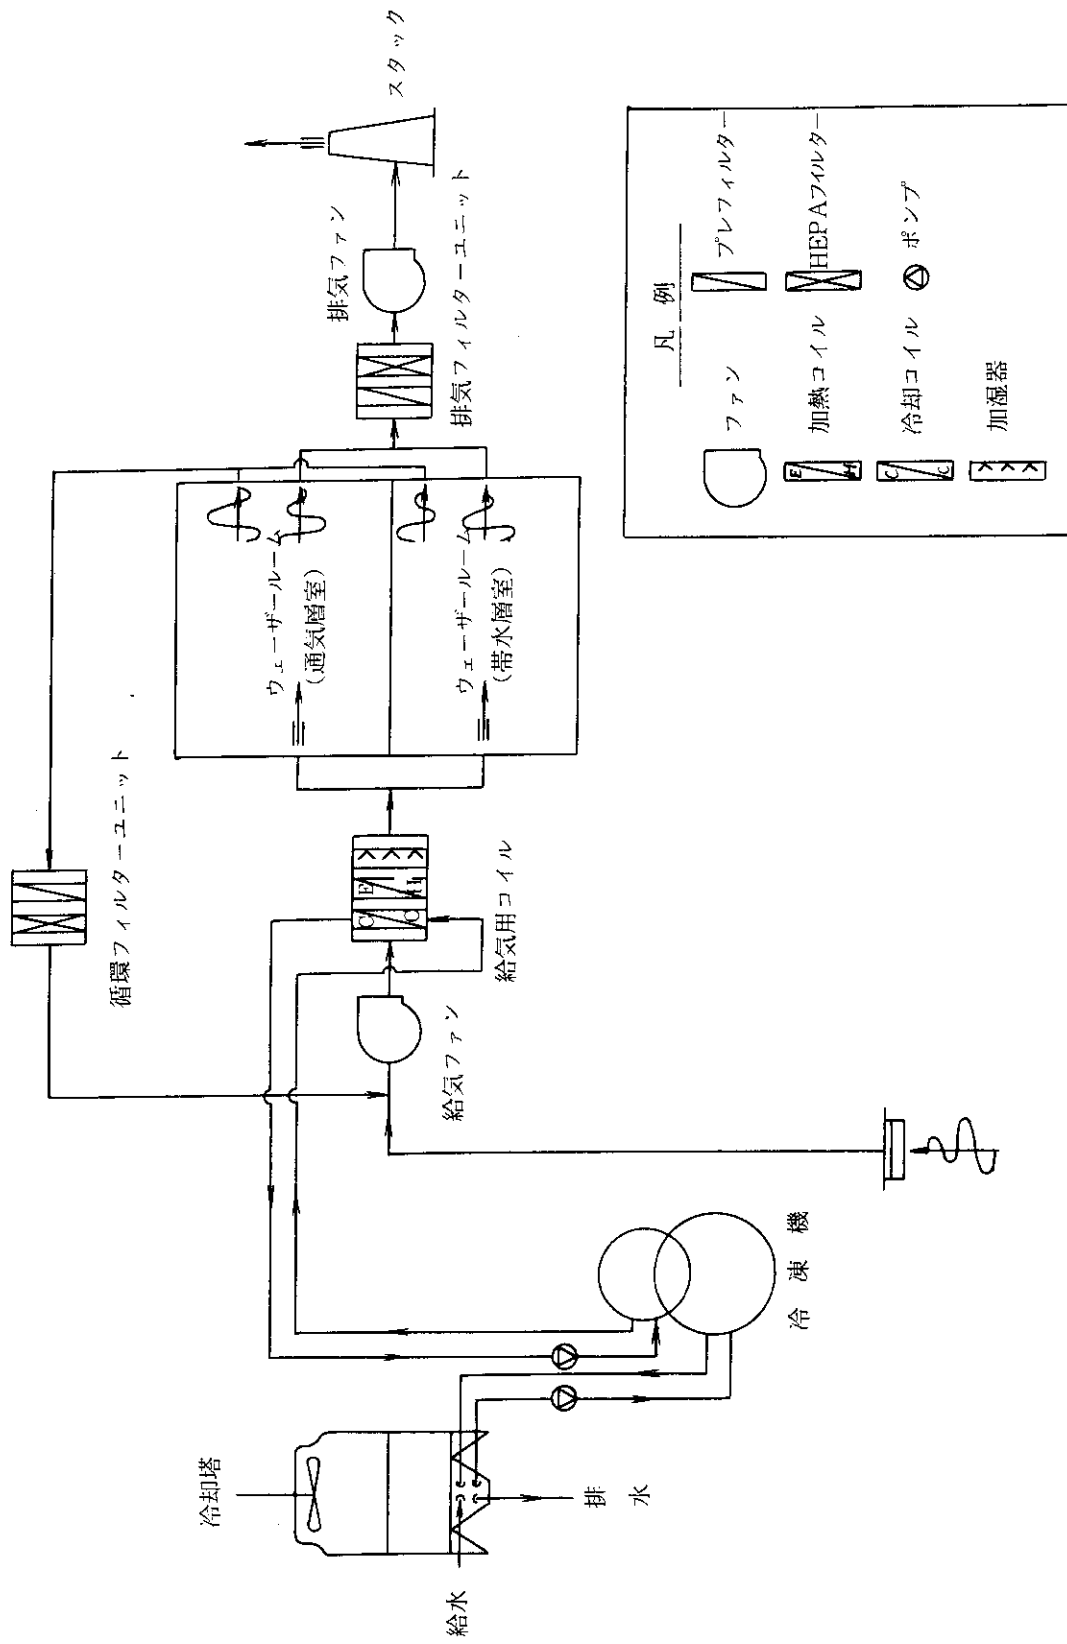 スタック
排気ファン
排気フィルターユニット
循環フィルターユニット
ウェーザールーム
(通気層室)
ウェーザールーム
(帯水層室)
C
C
E
H
給気用コイル
給気ファン
冷凍機
冷却塔
給水
排水
凡例
ファン
プレフィルター
E
H
加熱コイル
HEPAフィルター
C
C
冷却コイル
ポンプ
加湿器